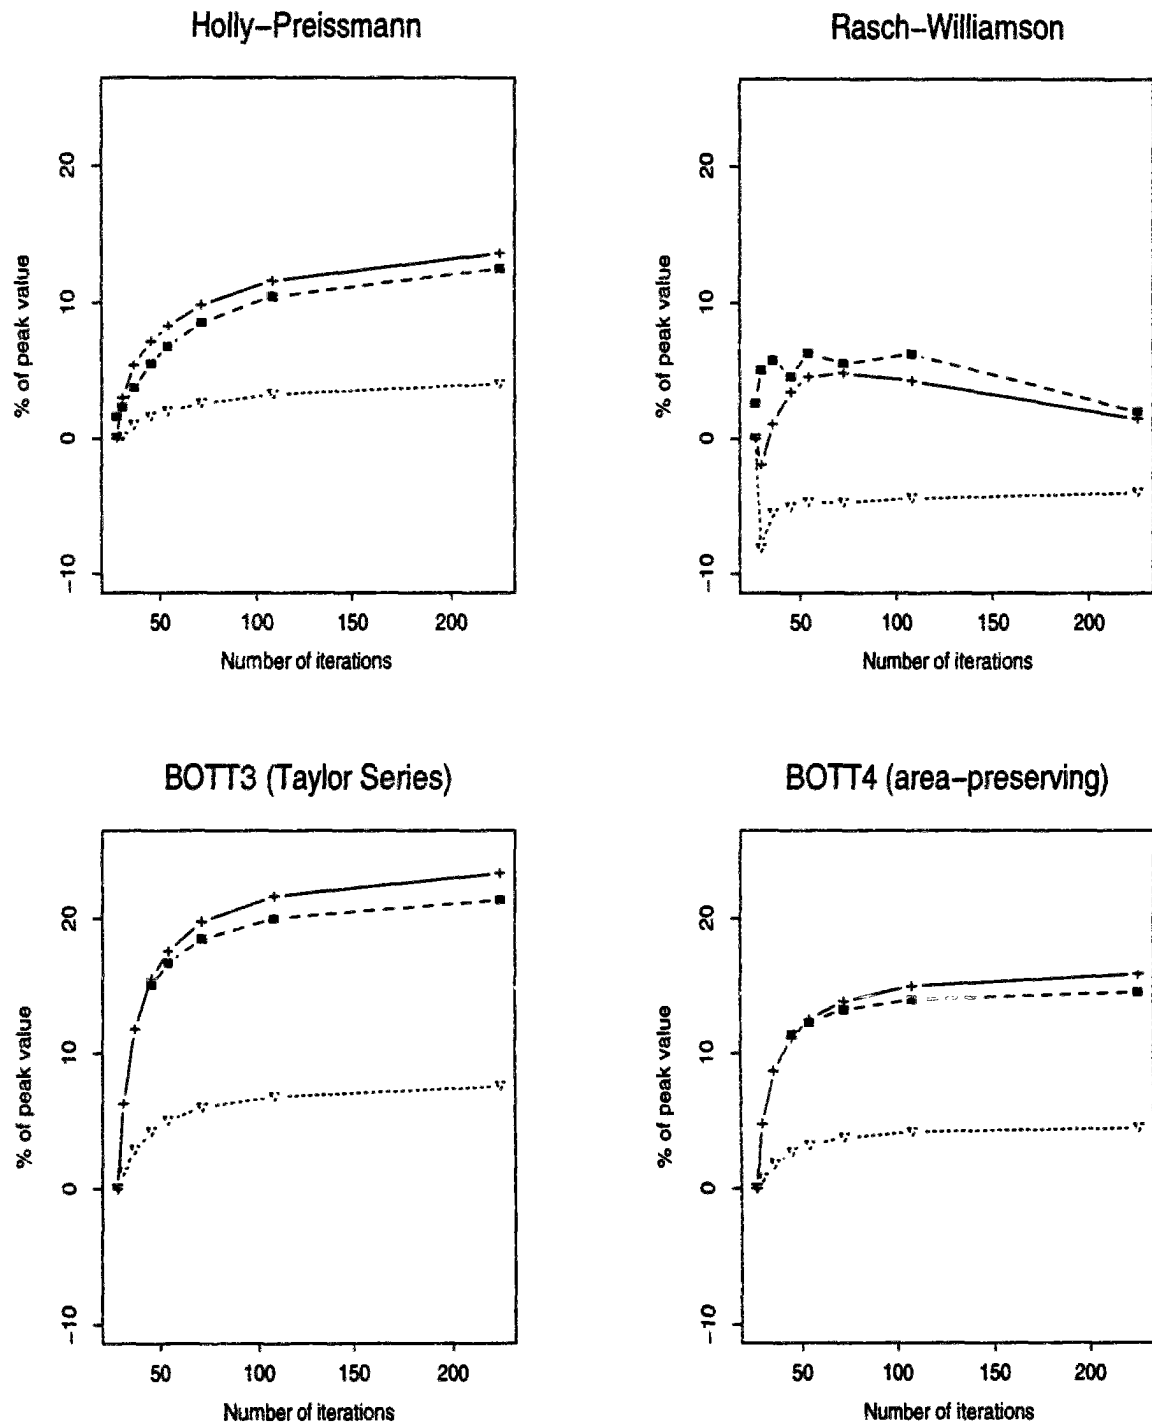 Holly-Preissmann
% of peak value
20
10
0
-10
50 100 150 200
Number of iterations
Rasch-Williamson
% of peak value
20
10
0
-10
50 100 150 200
Number of iterations
BOTT3 (Taylor Series)
% of peak value
20
10
0
-10
50 100 150 200
Number of iterations
BOTT4 (area-preserving)
% of peak value
20
10
0
-10
50 100 150 200
Number of iterations